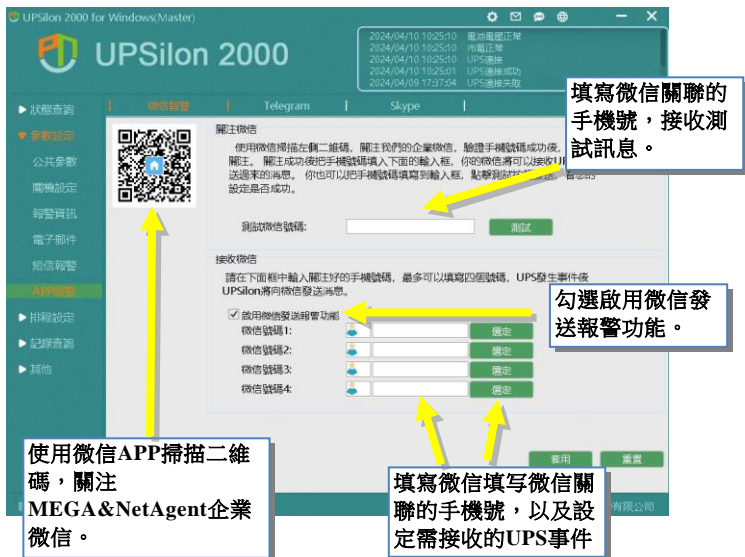 UPSilon 2000 for Windows(Master)
UPSilon 2000
2024/04/10 10:25:10 電池電壓正常
2024/04/10 10:25:10 市電正常
2024/04/10 10:25:10 UPS連接
2024/04/10 10:25:01 UPS連接成功
2024/04/09 17:37:04 UPS連接失敗
填寫微信關聯的
手機號，接收測
試訊息。
微信報警 | Telegram | Skype |
狀態查詢
參數設定
公共參數
關機設定
報警資訊
電子郵件
短信報警
APP報警
排程設定
記錄查詢
其他
關注微信
使用微信掃描左側二維碼，關注我們的企業微信，驗證手機號碼成功後，
關注。 關注成功後把手機號碼填入下面的輸入框，你的微信將可以接收U
送過來的消息。 你也可以把手機號碼填寫到輸入框，點擊測試
設定是否成功。
測試微信號碼:
測試
接收微信
請在下面框中輸入關注好的手機號碼，最多可以填寫四個號碼，UPS發生事件後
UPSilon將向微信發送消息。
啟用微信發送報警功能
微信號碼1: 選定
微信號碼2: 選定
微信號碼3: 選定
微信號碼4: 選定
勾選啟用微信發
送報警功能。
套用 重置
使用微信APP掃描二維
碼，關注
MEGA&NetAgent企業
微信。
填寫微信填写微信關
聯的手機號，以及設
定需接收的UPS事件
有限公司